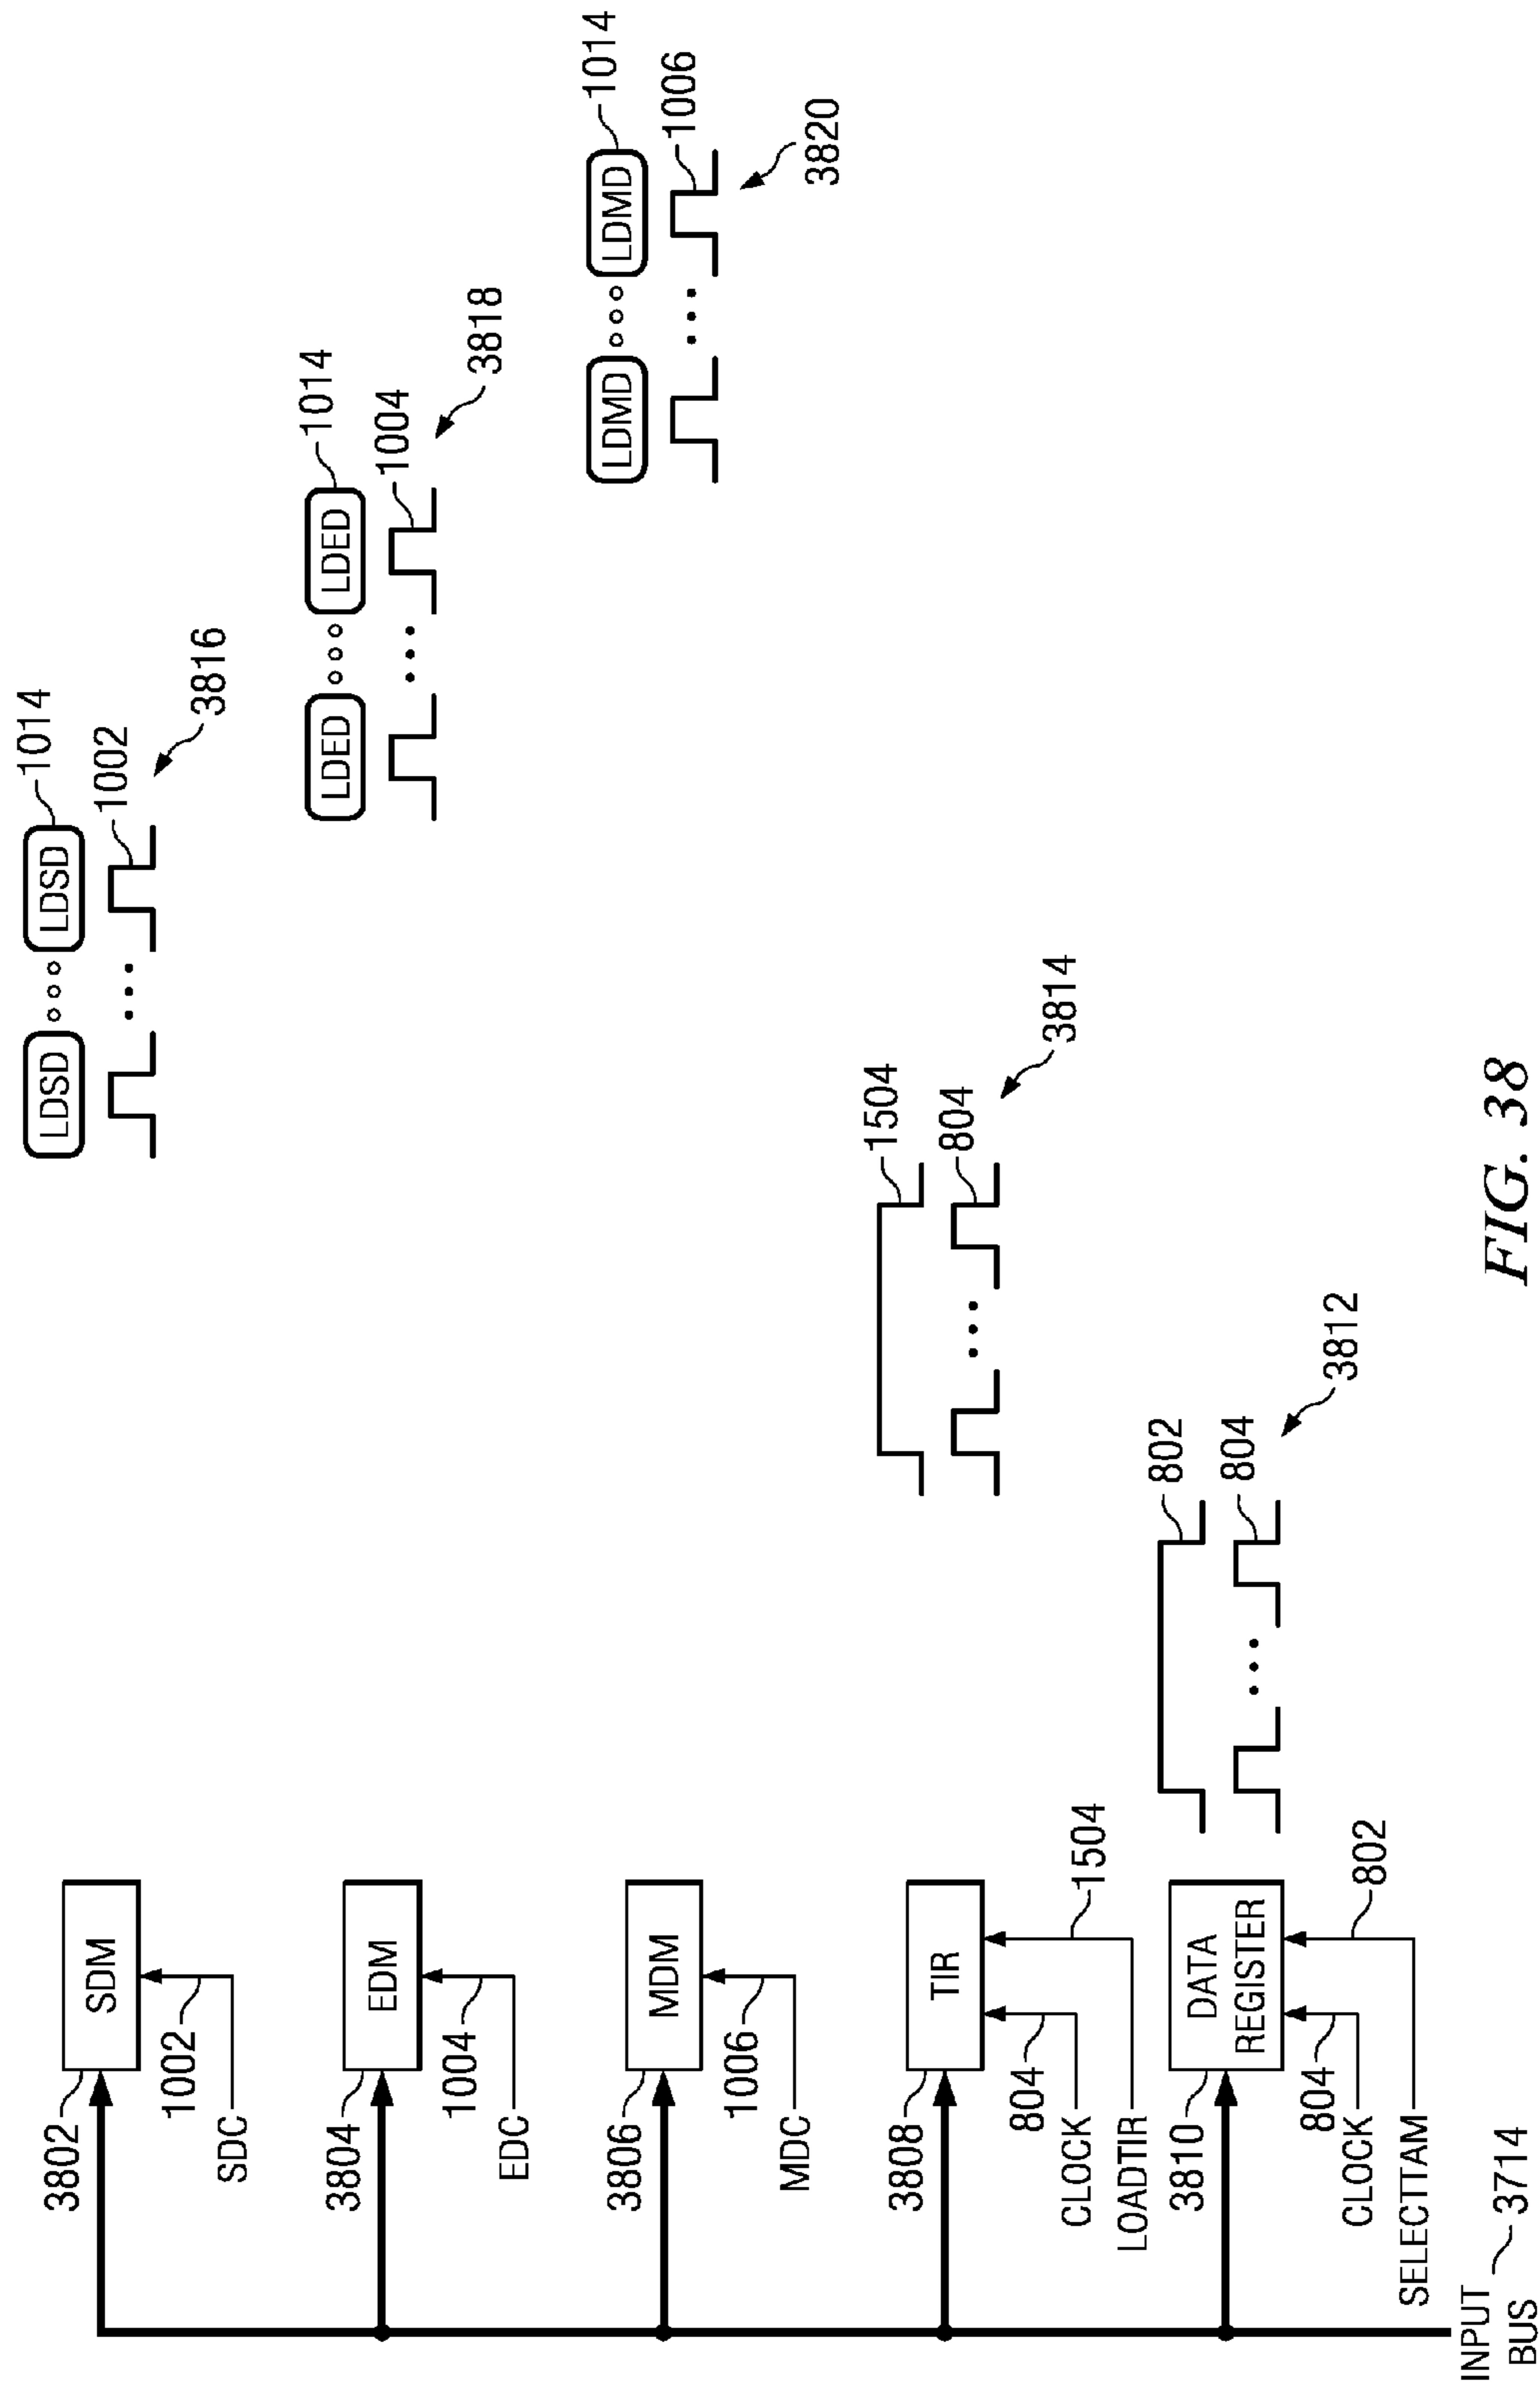 3802
SDM
1002
SDC
LDSD
LDSD
1014
1002
3816
3804
EDM
1004
EDC
LDED
LDED
1014
1004
3818
3806
MDM
1006
MDC
LDMD
LDMD
1014
1006
3820
3808
TIR
804
1504
CLOCK
LOADTIR
1504
804
3814
3810
DATA
REGISTER
804
802
CLOCK
SELECTTAM
802
804
3812
INPUT
BUS
3714
FIG. 38